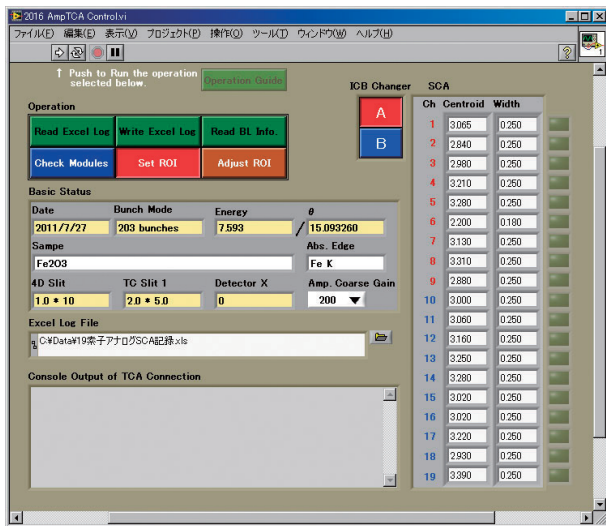 2016 AmpTCA Control.vi
ファイル(F) 編集(E) 表示(V) プロジェクト(P) 操作(O) ツール(T) ウィンドウ(W) ヘルプ(H)
?
1
↑ Push to Run the operation selected below.
Operation Guide
ICB Changer
A
B
Operation
Read Excel Log Write Excel Log Read BL Info.
Check Modules Set ROI Adjust ROI
Basic Status
Date Bunch Mode Energy θ
2011/7/27 203 bunches 7.593 / 15.093260
Sampe Abs. Edge
Fe2O3 Fe K
4D Slit TC Slit 1 Detector X Amp. Coarse Gain
1.0 * 10 2.0 * 5.0 0 200 ▼
Excel Log File
C:¥Data¥19素子アナログSCA記録.xls
Console Output of TCA Connection
SCA
Ch Centroid Width
1 3.065 0.250
2 2.840 0.250
3 2.980 0.250
4 3.210 0.250
5 3.280 0.250
6 2.200 0.180
7 3.130 0.250
8 3.310 0.250
9 2.880 0.250
10 3.000 0.250
11 3.060 0.250
12 3.160 0.250
13 3.250 0.250
14 3.280 0.250
15 3.020 0.250
16 3.020 0.250
17 3.220 0.250
18 2.930 0.250
19 3.390 0.250